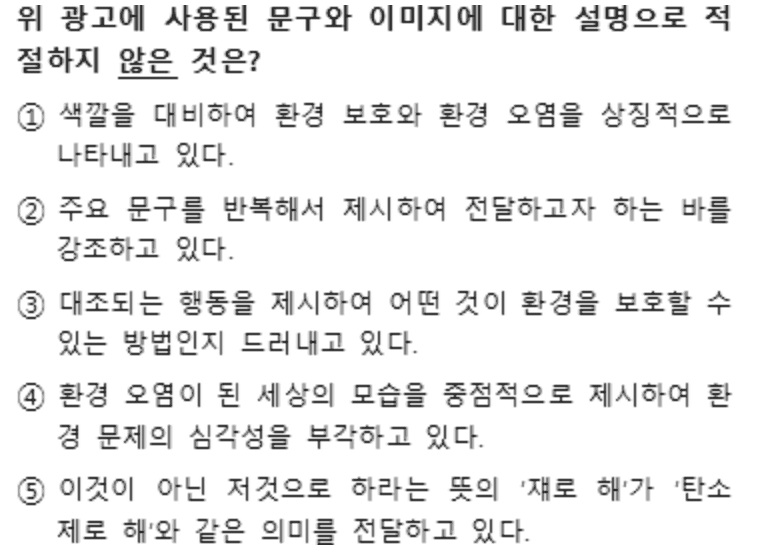 위 광고에 사용된 문구와 이미지에 대한 설명으로 적
절하지 않은 것은?
① 색깔을 대비하여 환경 보호와 환경 오염을 상징적으로
나타내고 있다.
② 주요 문구를 반복해서 제시하여 전달하고자 하는 바를
강조하고 있다.
③ 대조되는 행동을 제시하여 어떤 것이 환경을 보호할 수
있는 방법인지 드러내고 있다.
④ 환경 오염이 된 세상의 모습을 중점적으로 제시하여 환
경 문제의 심각성을 부각하고 있다.
⑤ 이것이 아닌 저것으로 하라는 뜻의 '쟤로 해'가 '탄소
제로 해'와 같은 의미를 전달하고 있다.